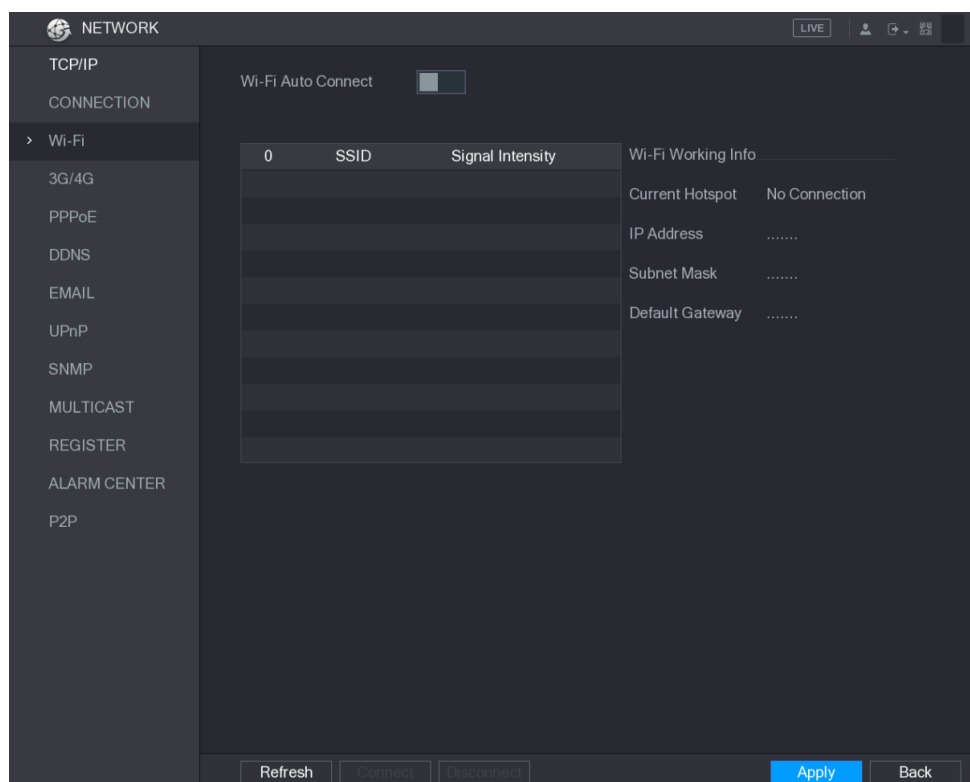 NETWORK
LIVE
TCP/IP
CONNECTION
Wi-Fi
3G/4G
PPPoE
DDNS
EMAIL
UPnP
SNMP
MULTICAST
REGISTER
ALARM CENTER
P2P
Wi-Fi Auto Connect
0 SSID Signal Intensity
Wi-Fi Working Info
Current Hotspot No Connection
IP Address .......
Subnet Mask .......
Default Gateway .......
Refresh Connect Disconnect Apply Back